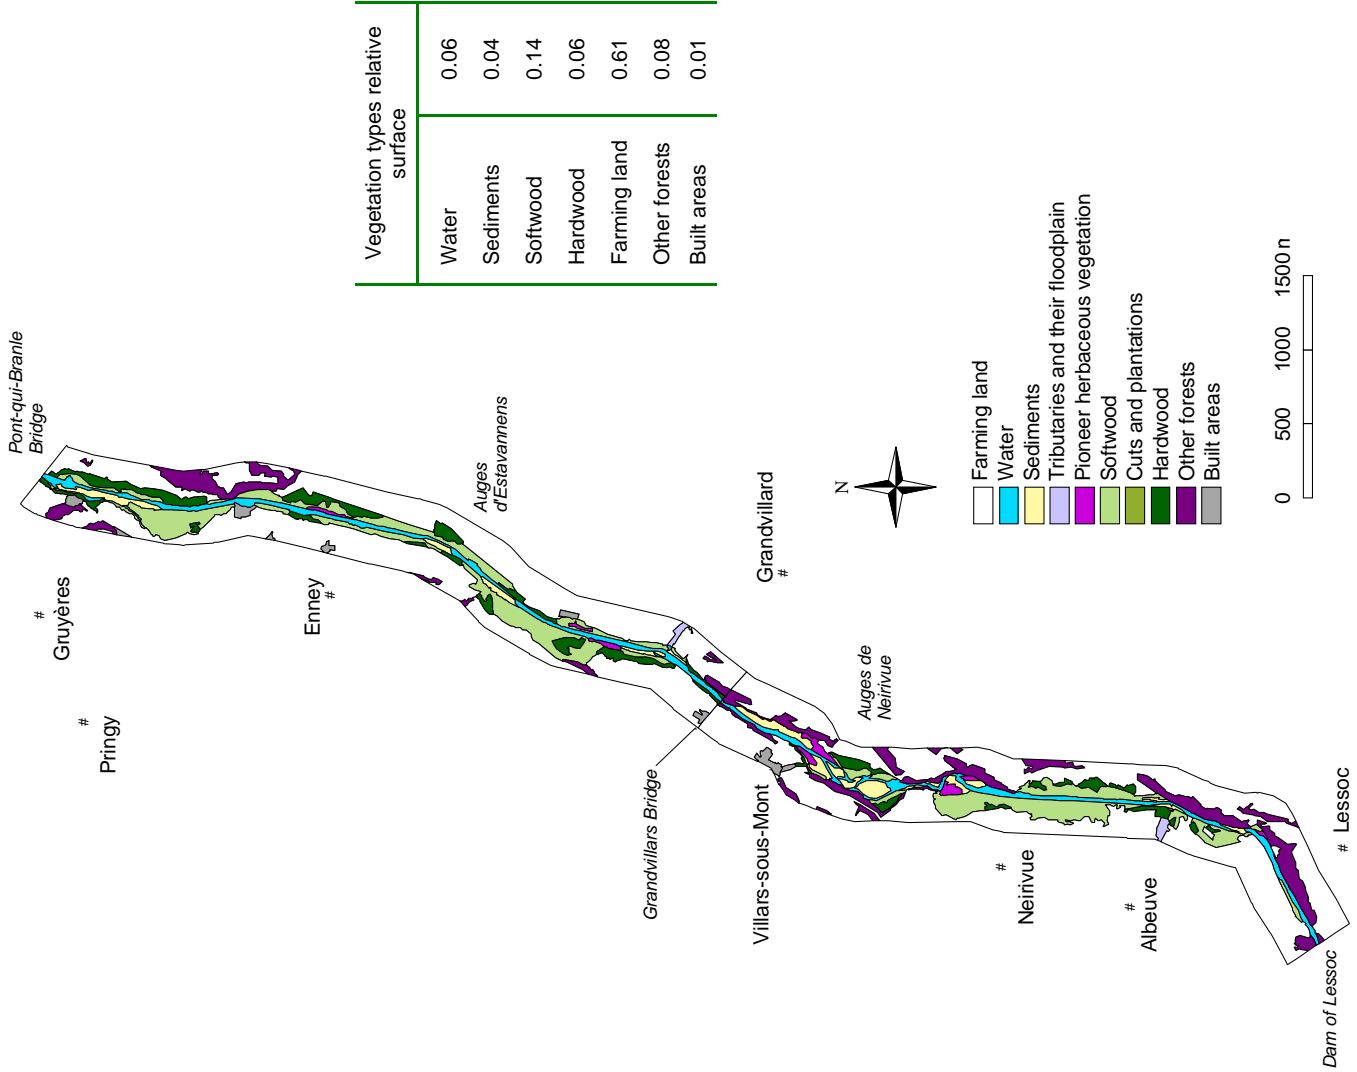 Pont-qui-Branle
Bridge
Gruyères
#
Pringy
#
Enney
#
Auges
d'Estavannens
Grandvillard
#
Grandvillars Bridge
Villars-sous-Mont
Auges de
Neirivue
Neirivue
#
Albeuve
#
Lessoc
#
Dam of Lessoc
Vegetation types relative
surface
Water 0.06
Sediments 0.04
Softwood 0.14
Hardwood 0.06
Farming land 0.61
Other forests 0.08
Built areas 0.01
N
Farming land
Water
Sediments
Tributaries and their floodplain
Pioneer herbaceous vegetation
Softwood
Cuts and plantations
Hardwood
Other forests
Built areas
0 500 1000 1500 n